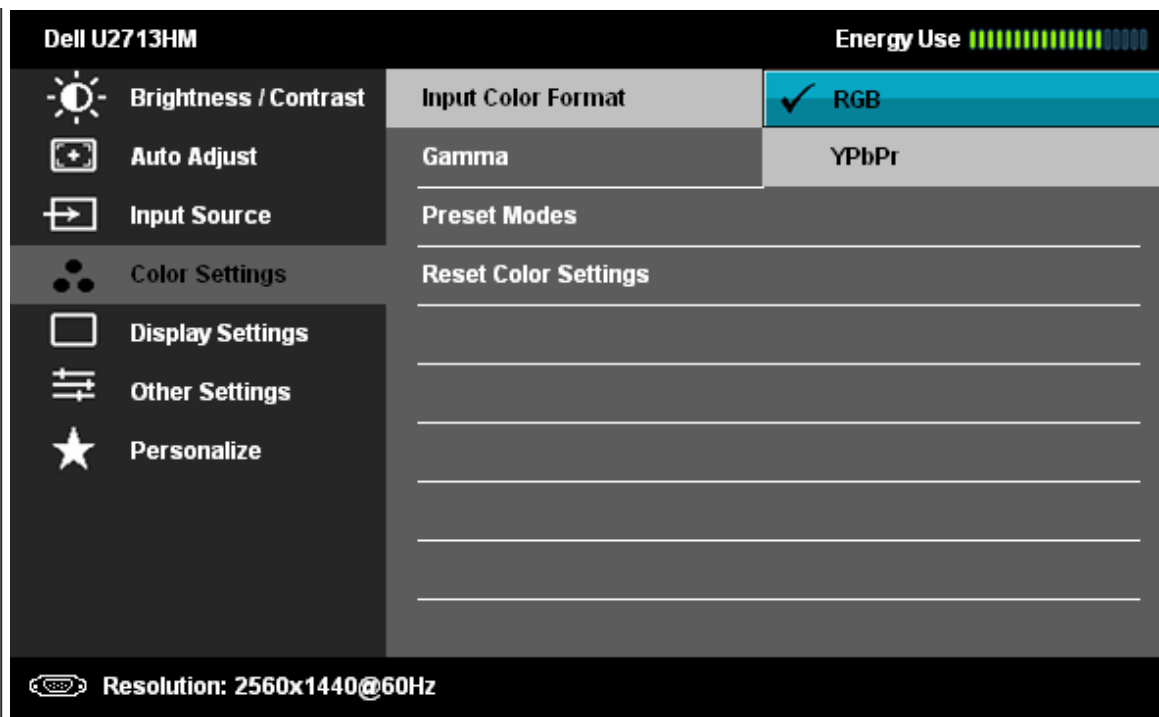 Dell U2713HM Energy Use
Brightness / Contrast Input Color Format RGB
Auto Adjust Gamma YPbPr
Input Source Preset Modes
Color Settings Reset Color Settings
Display Settings
Other Settings
Personalize
Resolution: 2560x1440@60Hz